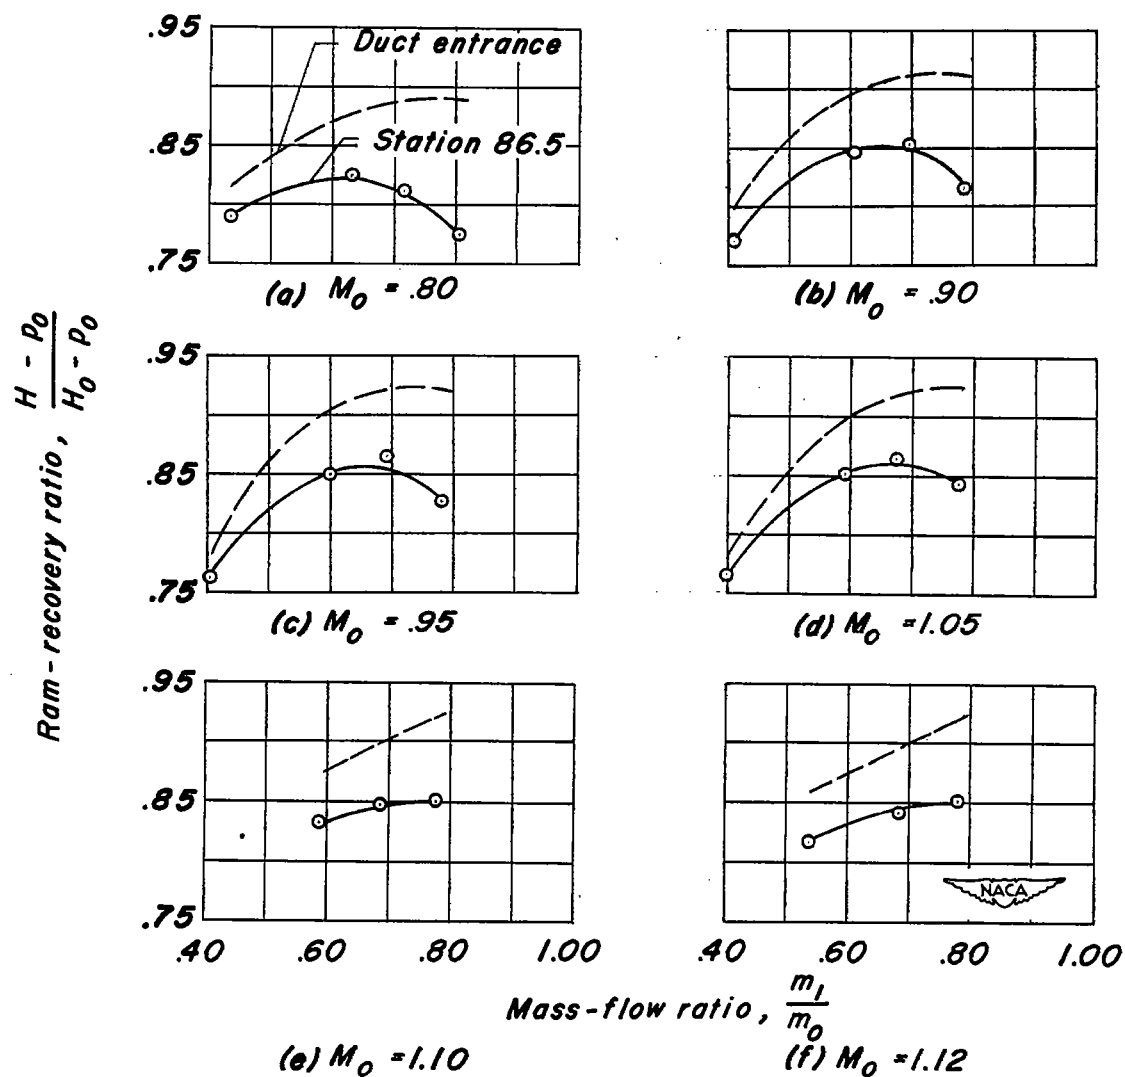 .95
Duct entrance
.85
Station 86.5
.75
(a) M₀ = .80
(b) M₀ = .90
.95
.85
.75
(c) M₀ = .95
(d) M₀ = 1.05
.95
.85
.75
.40 .60 .80 1.00
.40 .60 .80 1.00
NACA
Ram-recovery ratio, H - p₀ / H₀ - p₀
Mass-flow ratio, m₁ / m₀
(e) M₀ = 1.10
(f) M₀ = 1.12